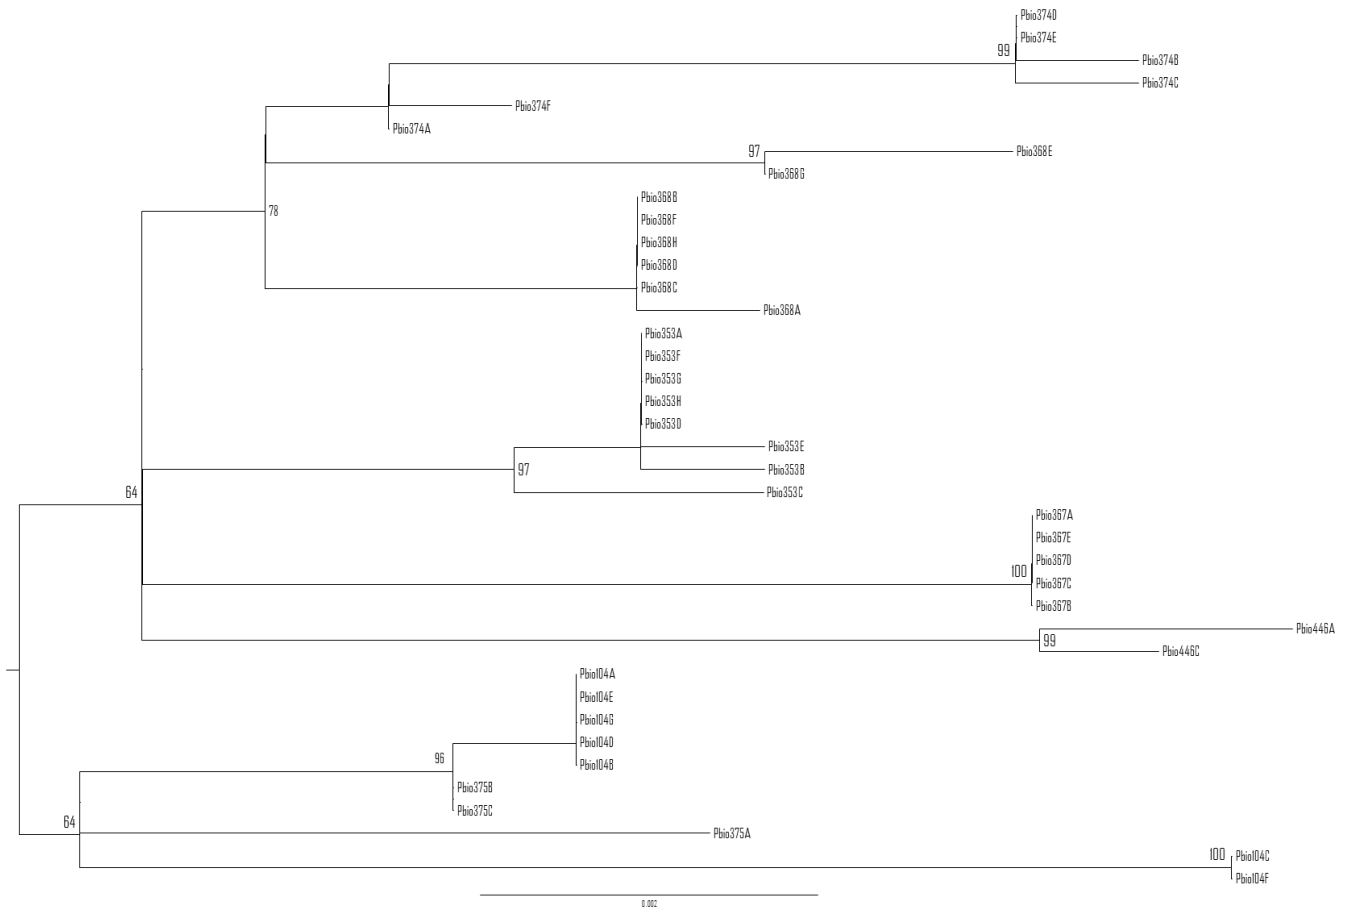 Pbio374D
Pbio374E
99
Pbio374B
Pbio374C
Pbio374F
Pbio374A
97
Pbio368E
Pbio368G
Pbio368B
78
Pbio368F
Pbio368H
Pbio368D
Pbio368C
Pbio368A
Pbio353A
Pbio353F
Pbio353G
Pbio353H
Pbio353D
Pbio353E
97
Pbio353B
64
Pbio353C
Pbio367A
Pbio367E
Pbio367D
100
Pbio367C
Pbio367B
Pbio446A
99
Pbio446C
Pbio104A
Pbio104E
Pbio104G
Pbio104D
96
Pbio104B
Pbio375B
Pbio375C
64
Pbio375A
100
Pbio104C
Pbio104F
0.002